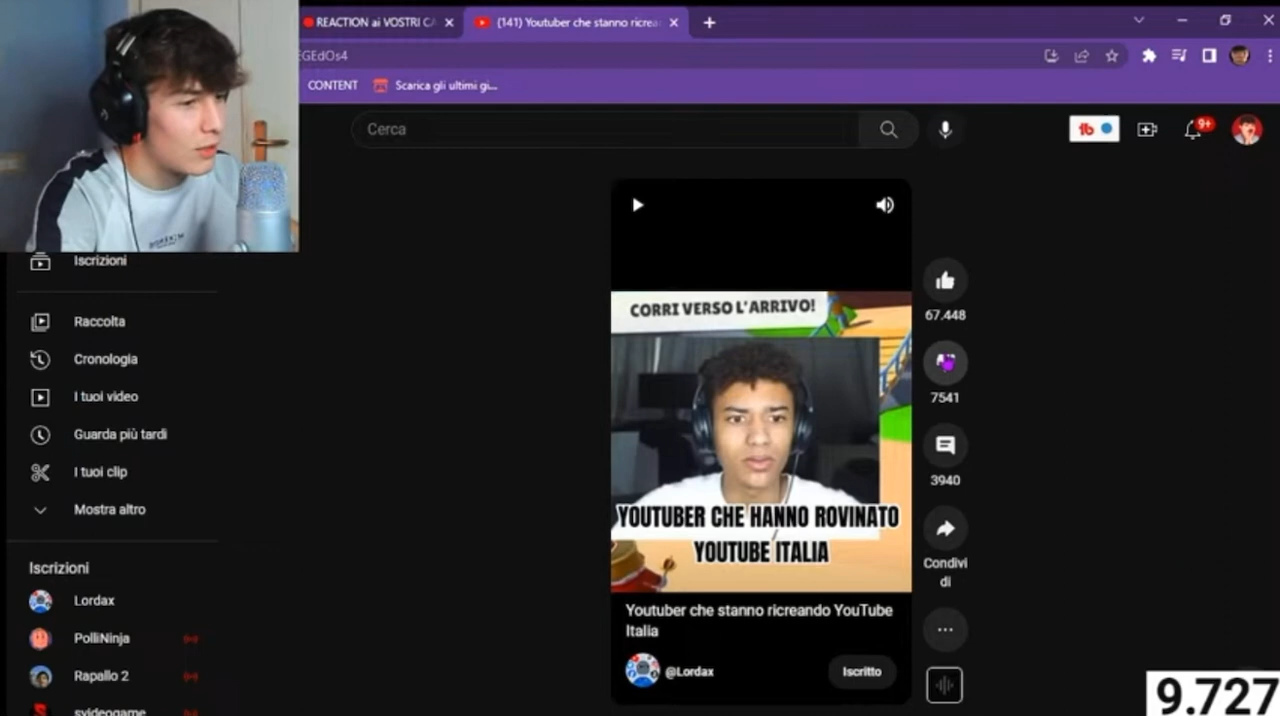 REACTION ai VOSTRI CA
(141) Youtuber che stanno ricrea
EGEdOs4
CONTENT
Scarica gli ultimi gi...
Cerca
9+
Iscrizioni
Raccolta
Cronologia
I tuoi video
Guarda più tardi
I tuoi clip
Mostra altro
Iscrizioni
Lordax
PolliNinja
Rapallo 2
svideogame
CORRI VERSO L'ARRIVO!
YOUTUBER CHE HANNO ROVINATO
YOUTUBE ITALIA
Youtuber che stanno ricreando YouTube
Italia
@Lordax
Iscritto
67.448
7541
3940
Condivi
di
9.727